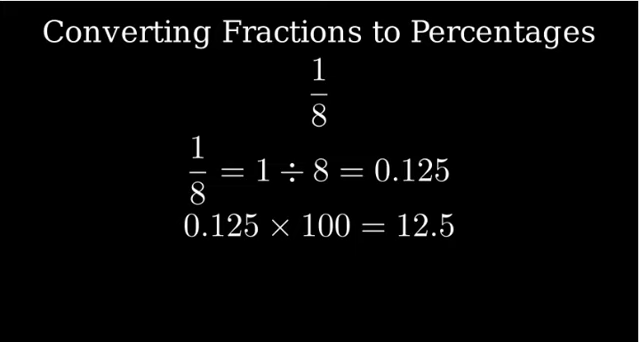 Converting Fractions to Percentages
1/8
1/8 = 1 ÷ 8 = 0.125
0.125 × 100 = 12.5